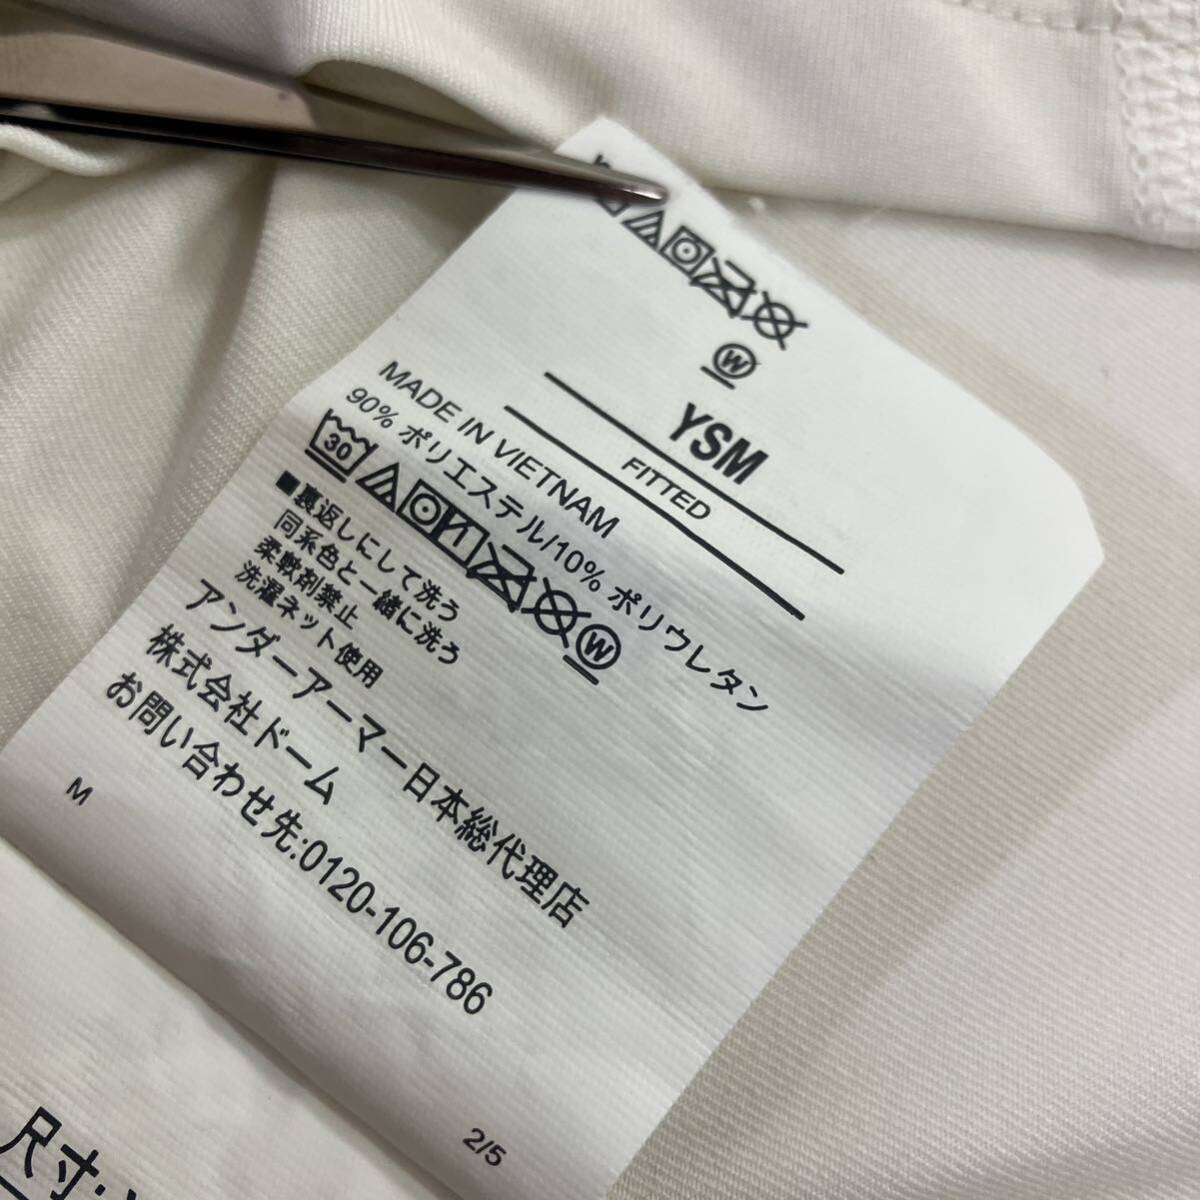 W
YSM
FITTED
MADE IN VIETNAM
90% ポリエステル/10% ポリウレタン
30 W
■裏返しにして洗う
同系色と一緒に洗う
柔軟剤禁止
洗濯ネット使用
アンダーアーマー日本総代理店
株式会社ドーム
お問い合わせ先:0120-106-786
M
2/5
尺寸: